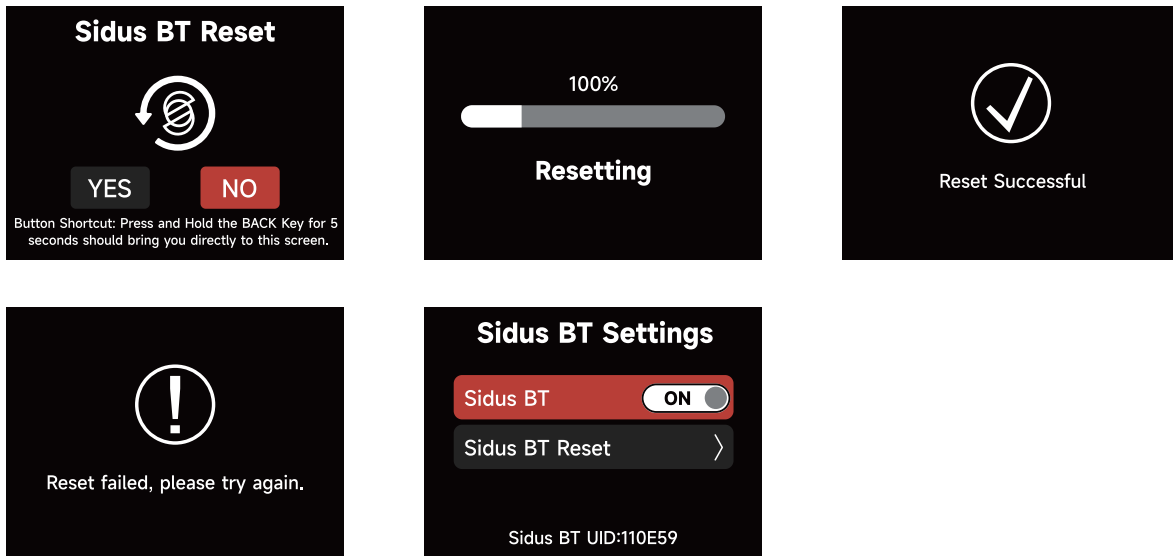 Sidus BT Reset
YES
NO
Button Shortcut: Press and Hold the BACK Key for 5
seconds should bring you directly to this screen.
100%
Resetting
Reset Successful
Reset failed, please try again.
Sidus BT Settings
Sidus BT
ON
Sidus BT Reset
Sidus BT UID:110E59